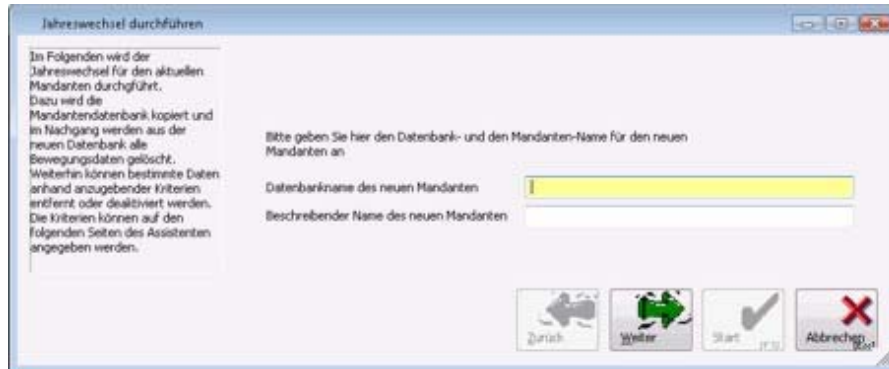 Jahreswechsel durchführen
Im Folgenden wird der
Jahreswechsel für den aktuellen
Mandanten durchgführt.
Dazu wird die
Mandantendatenbank kopiert und
im Nachgang werden aus der
neuen Datenbank alle
Bewegungsdaten gelöscht.
Weiterhin können bestimmte Daten
anhand anzugebender Kriterien
entfernt oder deaktiviert werden.
Die Kriterien können auf den
folgenden Seiten des Assistenten
angegeben werden.
Bitte geben Sie hier den Datenbank- und den Mandanten-Name für den neuen
Mandanten an
Datenbankname des neuen Mandanten
Beschreibender Name des neuen Mandanten
Zurück
Weiter
Start
Abbrechen